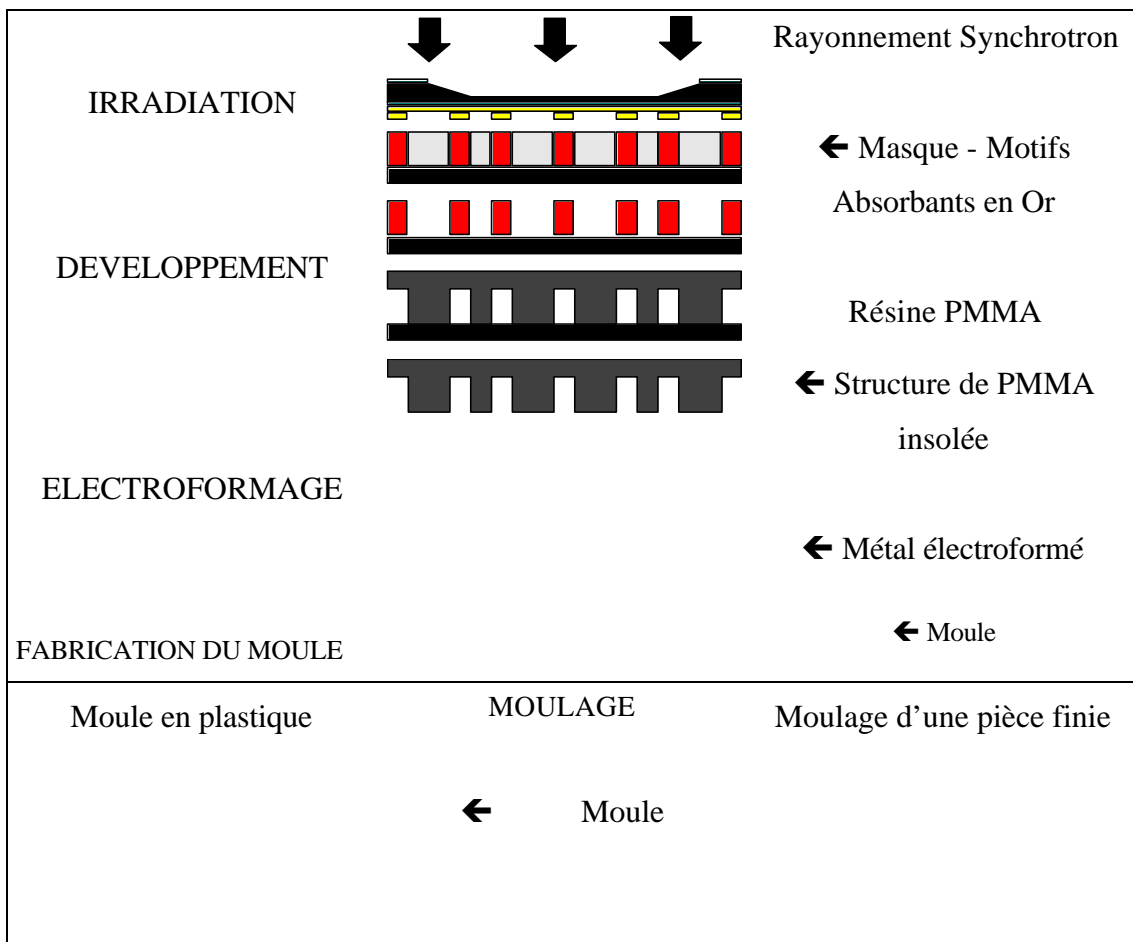 Rayonnement Synchrotron
IRRADIATION
← Masque - Motifs
Absorbants en Or
DEVELOPPEMENT
Résine PMMA
← Structure de PMMA
insolée
ELECTROFORMAGE
← Métal électroformé
← Moule
FABRICATION DU MOULE
Moule en plastique
MOULAGE
Moulage d’une pièce finie
← Moule